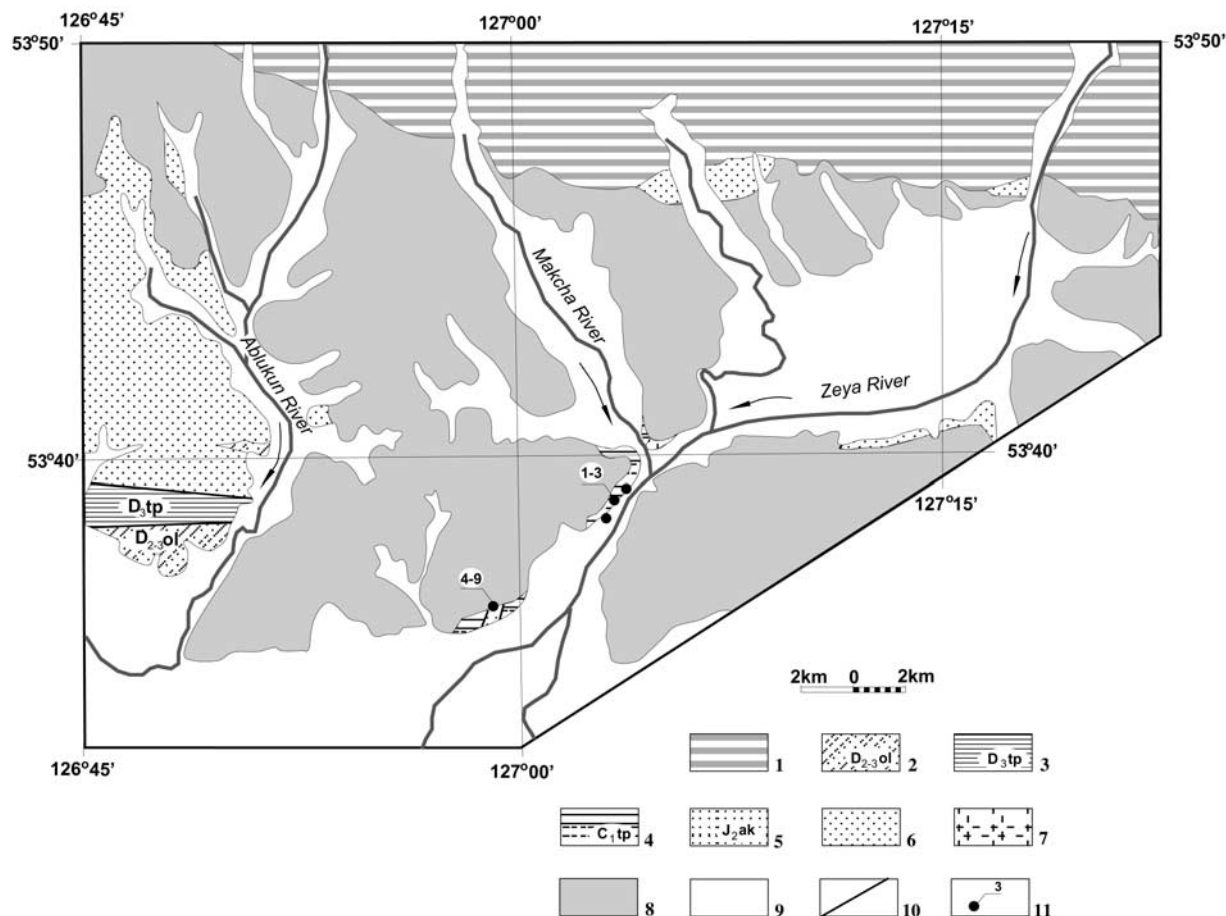 126°45' 127°00' 127°15'
53°50' 53°50'
Makcha River
Ablukun River
Zeya River
53°40' 53°40'
1-3
127°15'
D₃tp
D₂₋₃ol
4-9
2km 0 2km
126°45' 127°00'
1 D₂₋₃ol 2 D₃tp 3
C₁tp 4 J₂ak 5 6 7
8 9 10 3 11